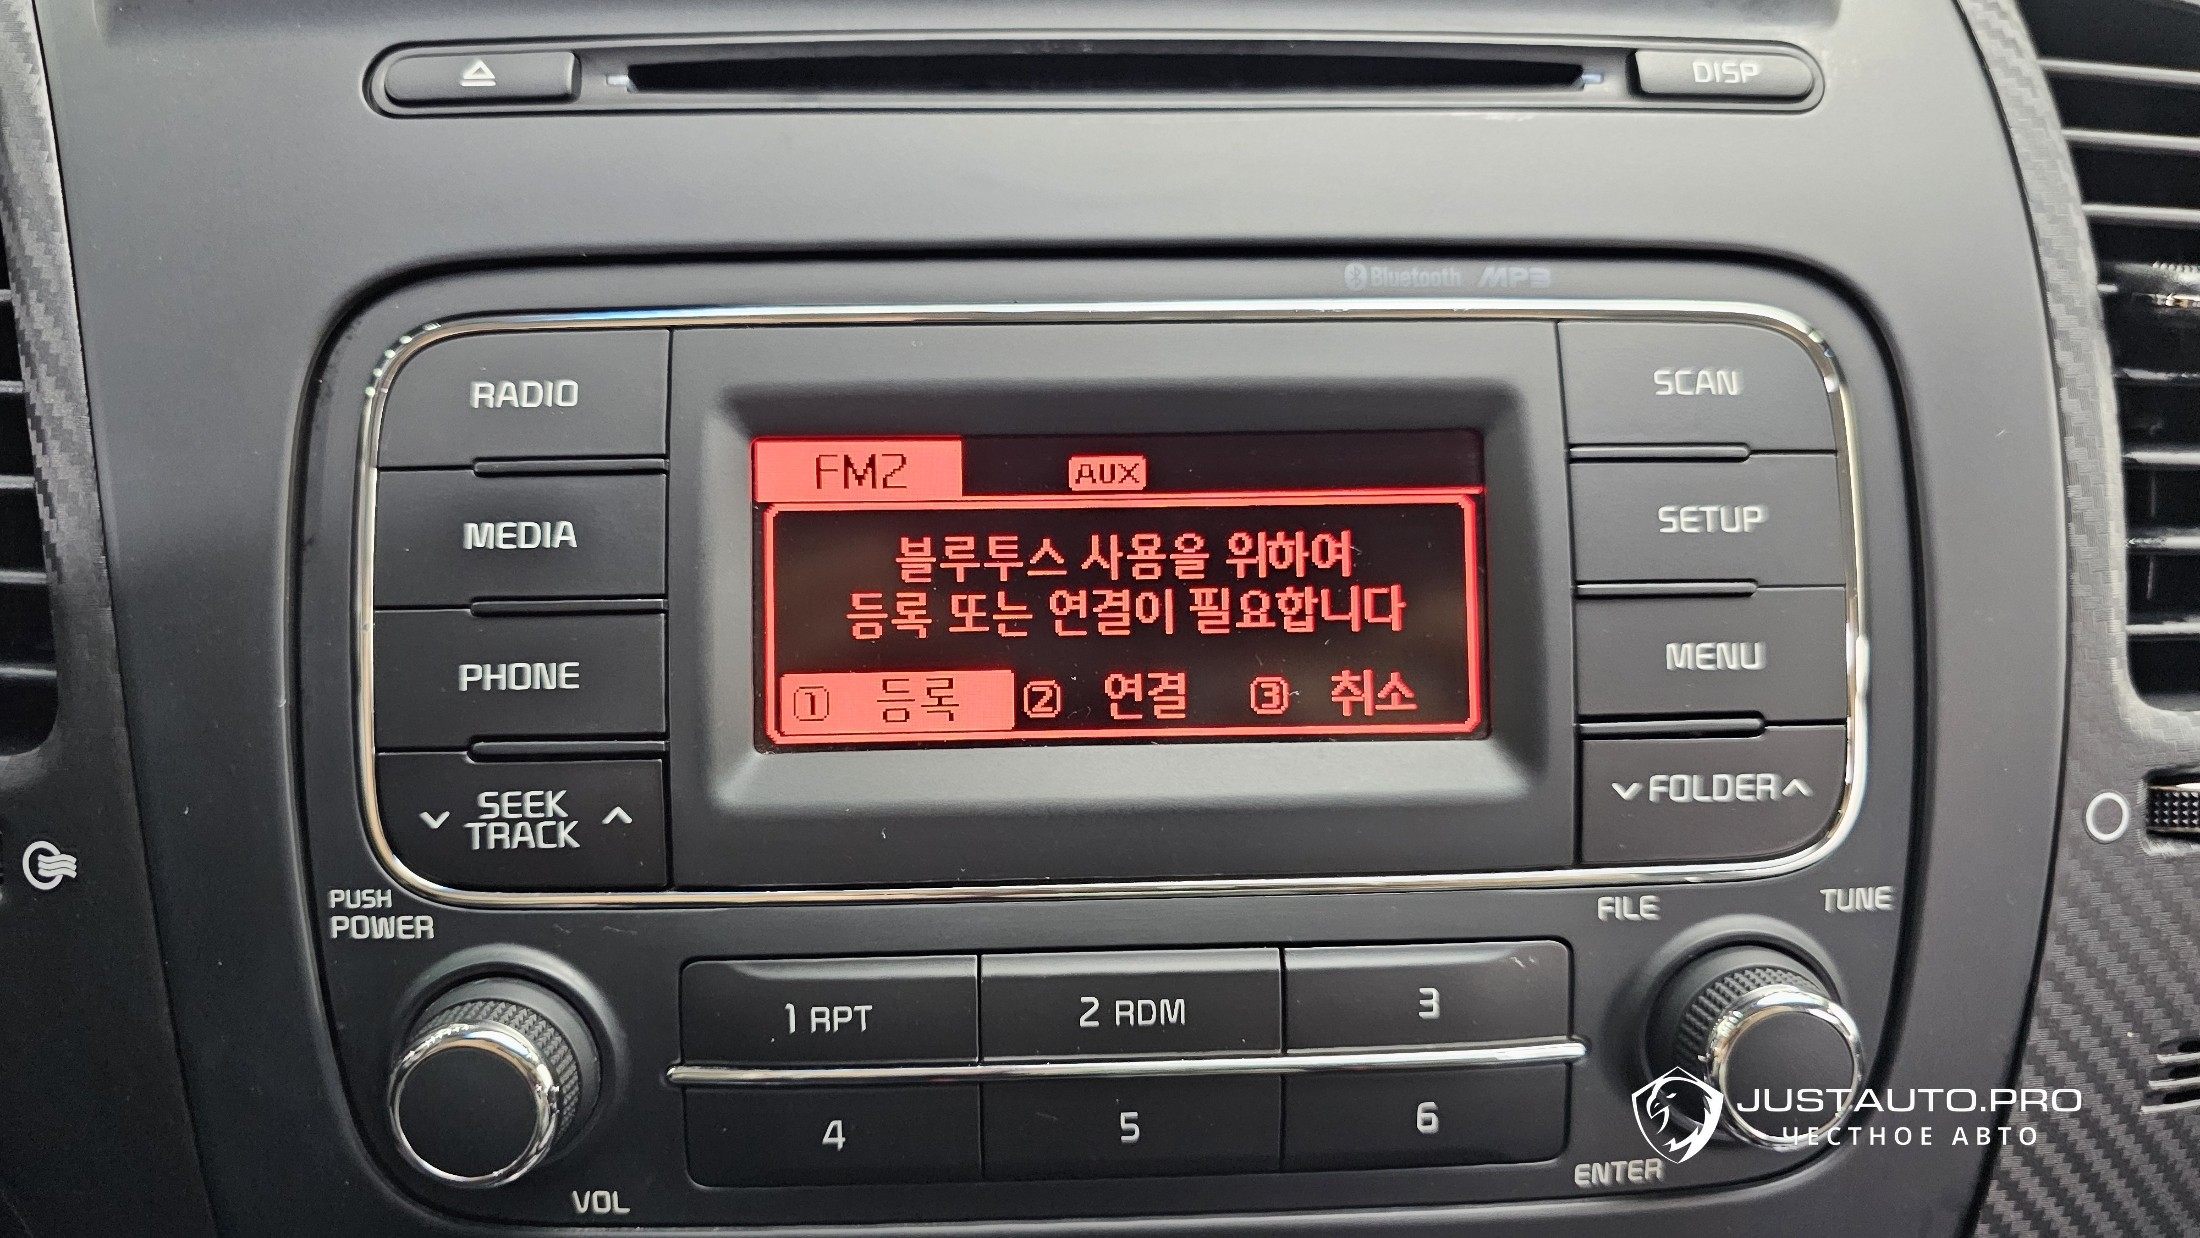 DISP
Bluetooth MP3
RADIO
MEDIA
PHONE
SEEK
TRACK
FM2
AUX
블루투스 사용을 위하여
등록 또는 연결이 필요합니다
① 등록 ② 연결 ③ 취소
SCAN
SETUP
MENU
FOLDER
PUSH
POWER
VOL
1 RPT
2 RDM
3
4
5
6
FILE
TUNE
ENTER
JUSTAUTO.PRO
ЧЕСТНОЕ АВТО